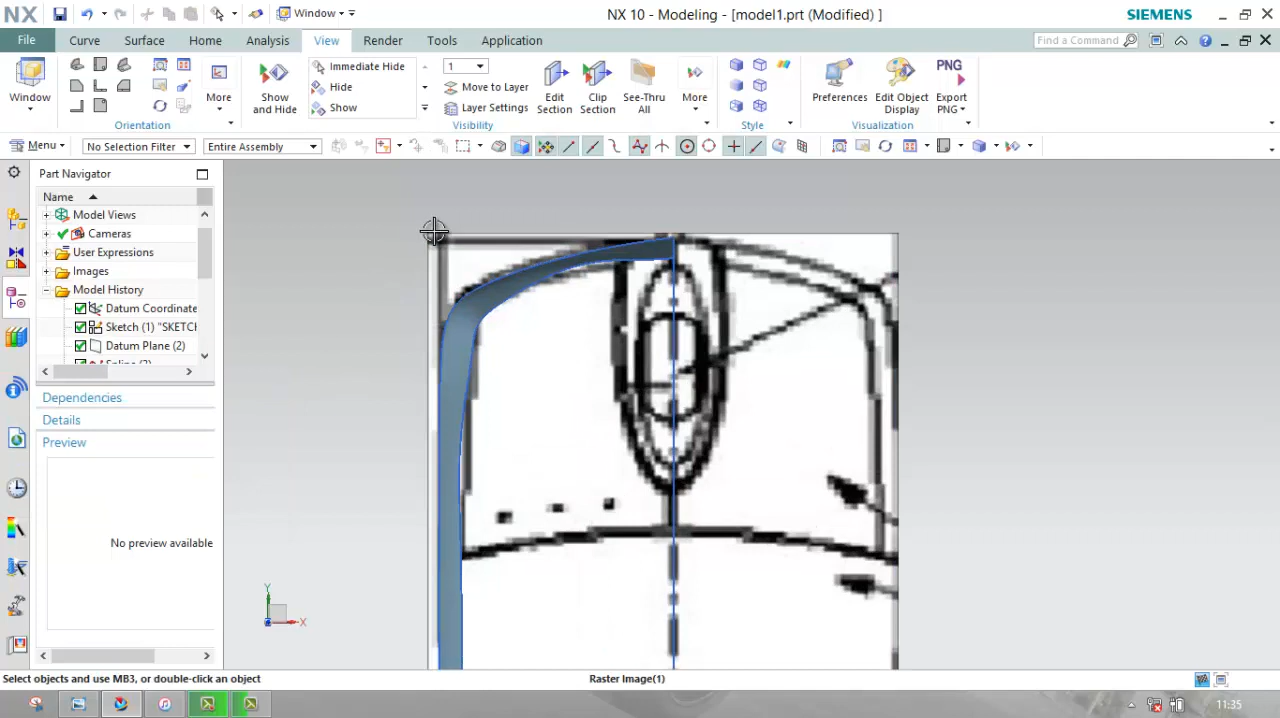 NX
Window
NX 10 - Modeling - [model1.prt (Modified) ]
SIEMENS
File
Curve
Surface
Home
Analysis
View
Render
Tools
Application
Find a Command
Window
More
Orientation
Show and Hide
Immediate Hide
Hide
Show
1
Move to Layer
Layer Settings
Edit Section
Clip Section
See-Thru All
More
Visibility
Style
Preferences
Edit Object Display
PNG
Export PNG
Visualization
Menu
No Selection Filter
Entire Assembly
Part Navigator
Name
Model Views
Cameras
User Expressions
Images
Model History
Datum Coordinate
Sketch (1) "SKETCH
Datum Plane (2)
Dependencies
Details
Preview
No preview available
Y
X
Select objects and use MB3, or double-click an object
Raster Image(1)
11:35